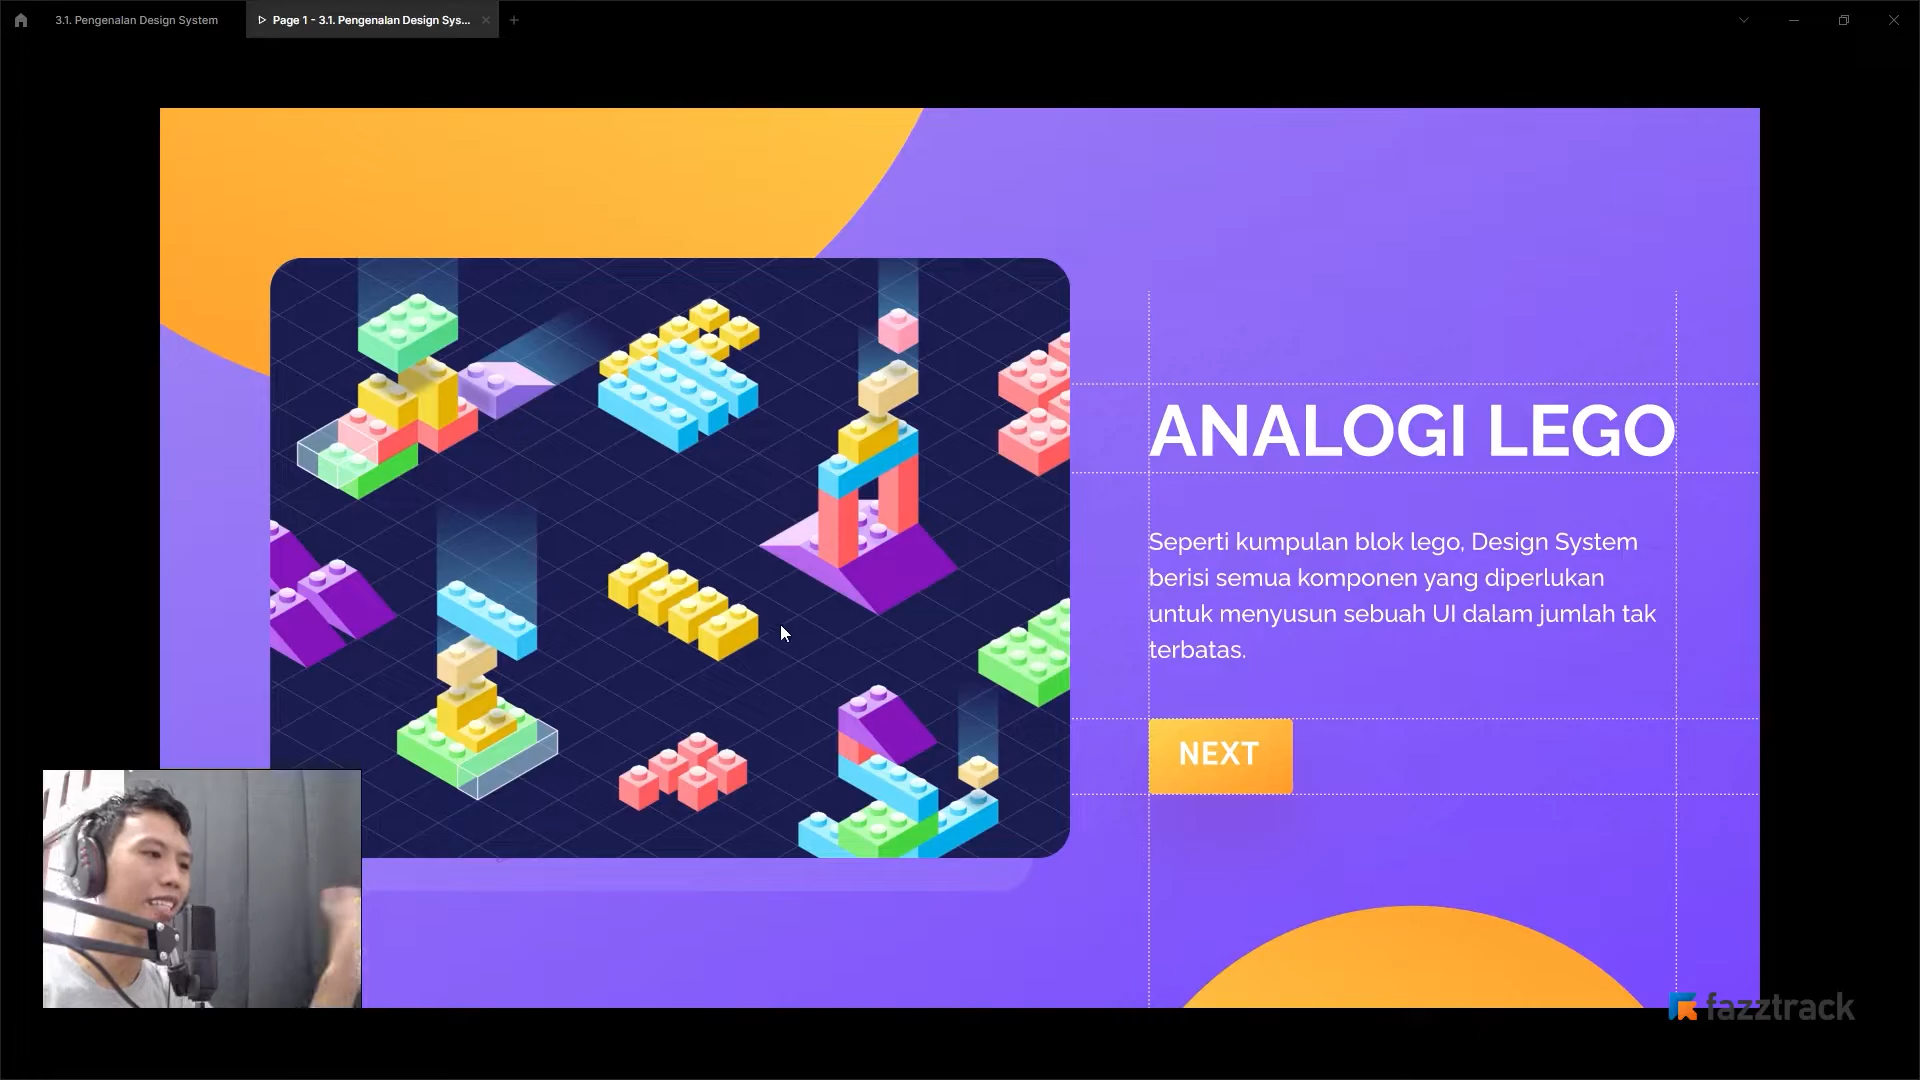 3.1. Pengenalan Design System
Page 1 - 3.1. Pengenalan Design Sys...
ANALOGI LEGO
Seperti kumpulan blok lego, Design System
berisi semua komponen yang diperlukan
untuk menyusun sebuah UI dalam jumlah tak
terbatas.
NEXT
fazztrack